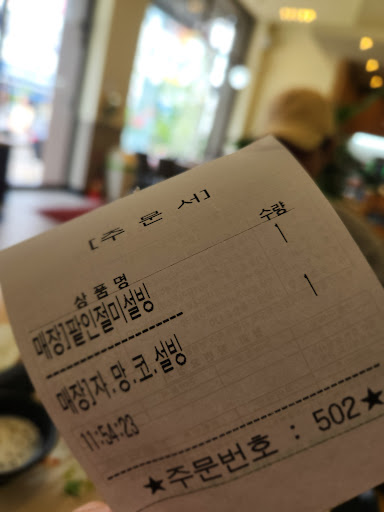 [주 문 서]
상 품 명 수량
매장]팥인절미설빙 1
매장]자.망.코.설빙 1
11:54:23
★주문번호 : 502★